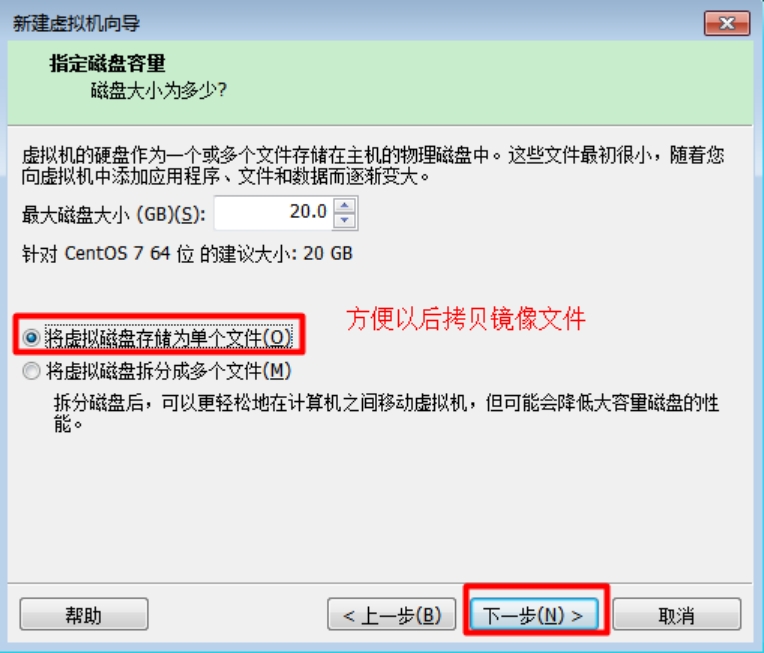 新建虚拟机向导
指定磁盘容量
磁盘大小为多少?
虚拟机的硬盘作为一个或多个文件存储在主机的物理磁盘中。这些文件最初很小，随着您
向虚拟机中添加应用程序、文件和数据而逐渐变大。
最大磁盘大小 (GB)(S): 20.0
针对 CentOS 7 64 位 的建议大小: 20 GB
方便以后拷贝镜像文件
将虚拟磁盘存储为单个文件(O)
将虚拟磁盘拆分成多个文件(M)
拆分磁盘后，可以更轻松地在计算机之间移动虚拟机，但可能会降低大容量磁盘的性
能。
帮助 < 上一步(B) 下一步(N) > 取消